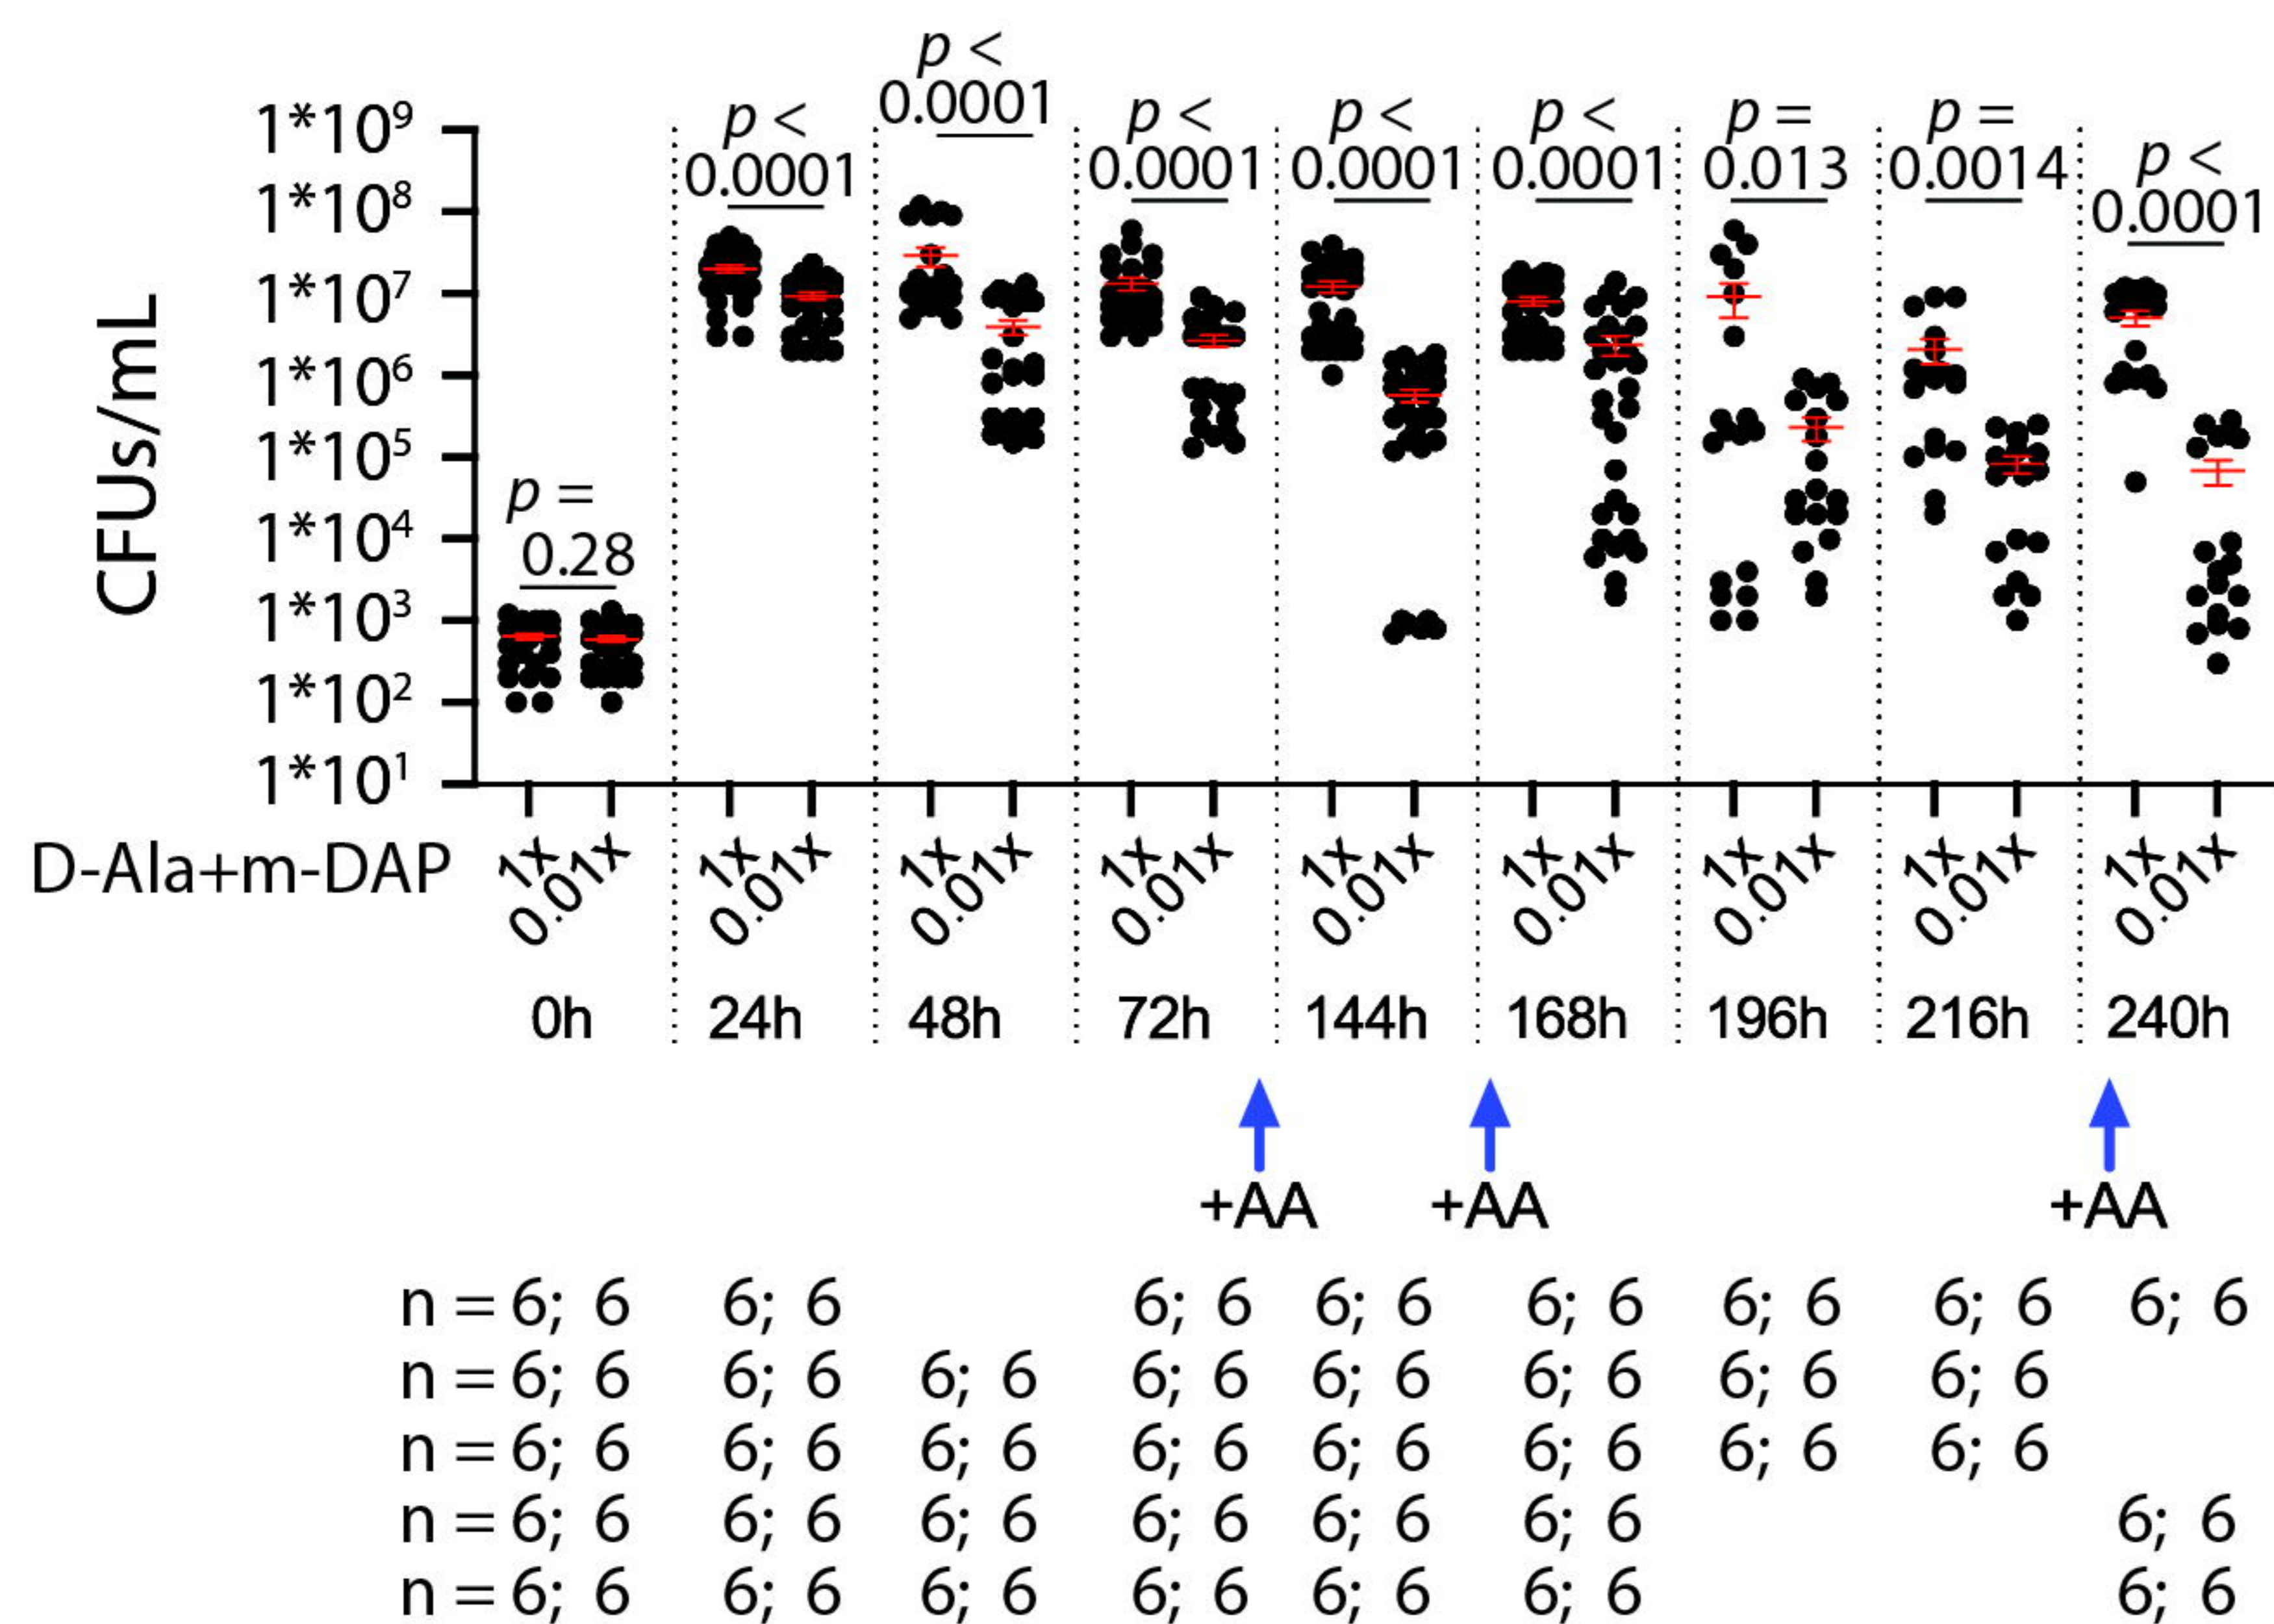 p <
0.0001
p <
0.0001
p <
0.0001
p <
0.0001
p <
0.0001
p =
0.013
p =
0.0014
p <
0.0001
p =
0.28
CFUs/mL
1*10⁹
1*10⁸
1*10⁷
1*10⁶
1*10⁵
1*10⁴
1*10³
1*10²
1*10¹
D-Ala+m-DAP 1x 0.01x 1x 0.01x 1x 0.01x 1x 0.01x 1x 0.01x 1x 0.01x 1x 0.01x 1x 0.01x 1x 0.01x
0h 24h 48h 72h 144h 168h 196h 216h 240h
+AA +AA +AA
n = 6; 6 6; 6 6; 6 6; 6 6; 6 6; 6 6; 6 6; 6
n = 6; 6 6; 6 6; 6 6; 6 6; 6 6; 6 6; 6 6; 6
n = 6; 6 6; 6 6; 6 6; 6 6; 6 6; 6 6; 6 6; 6
n = 6; 6 6; 6 6; 6 6; 6 6; 6 6; 6 6; 6
n = 6; 6 6; 6 6; 6 6; 6 6; 6 6; 6 6; 6